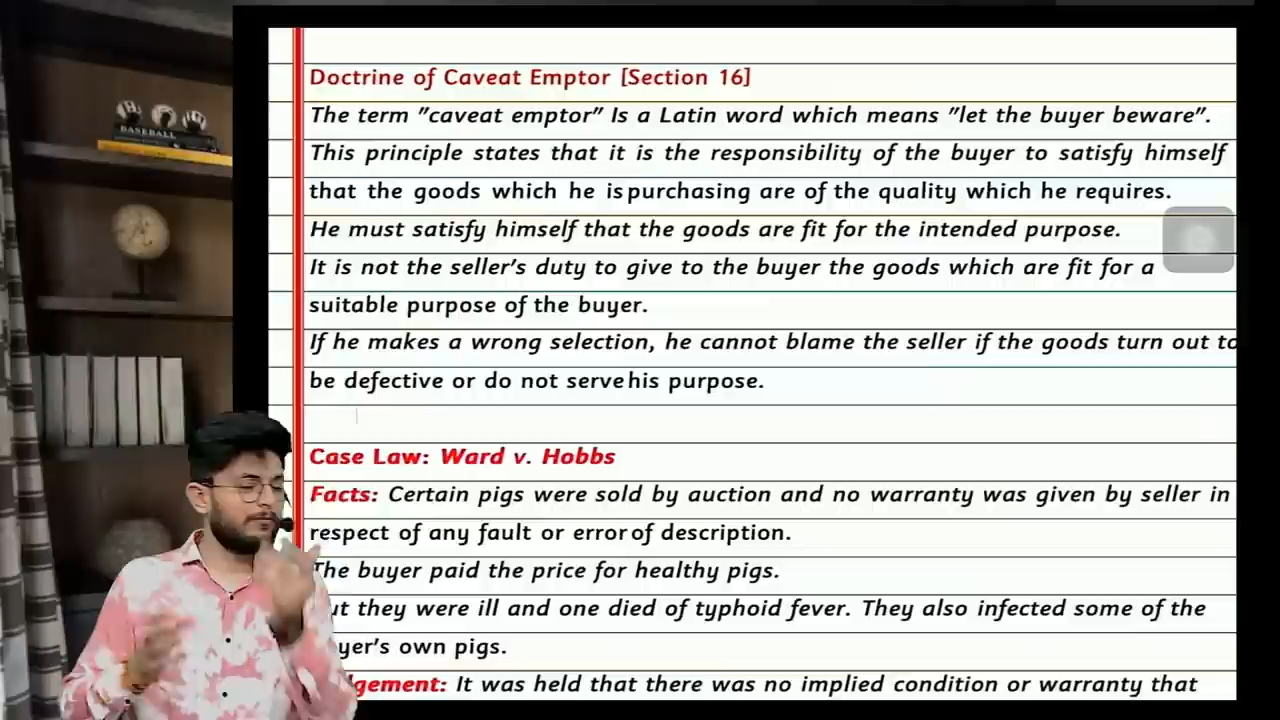 Doctrine of Caveat Emptor [Section 16]
The term "caveat emptor" Is a Latin word which means "let the buyer beware".
This principle states that it is the responsibility of the buyer to satisfy himself
that the goods which he is purchasing are of the quality which he requires.
He must satisfy himself that the goods are fit for the intended purpose.
It is not the seller's duty to give to the buyer the goods which are fit for a
suitable purpose of the buyer.
If he makes a wrong selection, he cannot blame the seller if the goods turn out to
be defective or do not serve his purpose.
Case Law: Ward v. Hobbs
Facts: Certain pigs were sold by auction and no warranty was given by seller in
respect of any fault or error of description.
The buyer paid the price for healthy pigs.
ut they were ill and one died of typhoid fever. They also infected some of the
yer's own pigs.
gement: It was held that there was no implied condition or warranty that
BASEBALL